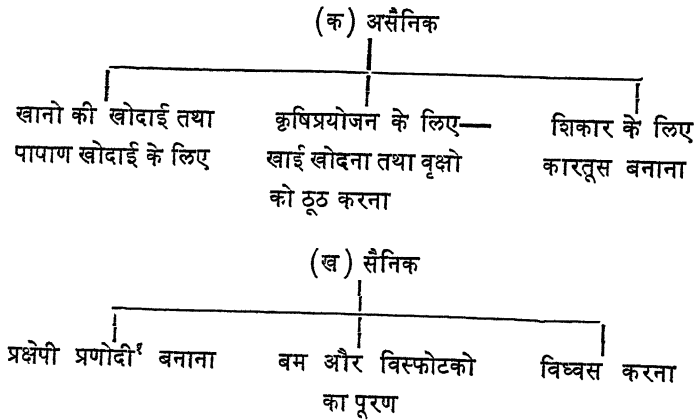 (क) असैनिक
खानो की खोदाई तथा
पापाण खोदाई के लिए
कृषिप्रयोजन के लिए—
खाई खोदना तथा वृक्षो
को ठूठ करना
शिकार के लिए
कारतूस बनाना
(ख) सैनिक
प्रक्षेपी प्रणोदी¹ बनाना
बम और विस्फोटको
का पूरण
विध्वस करना